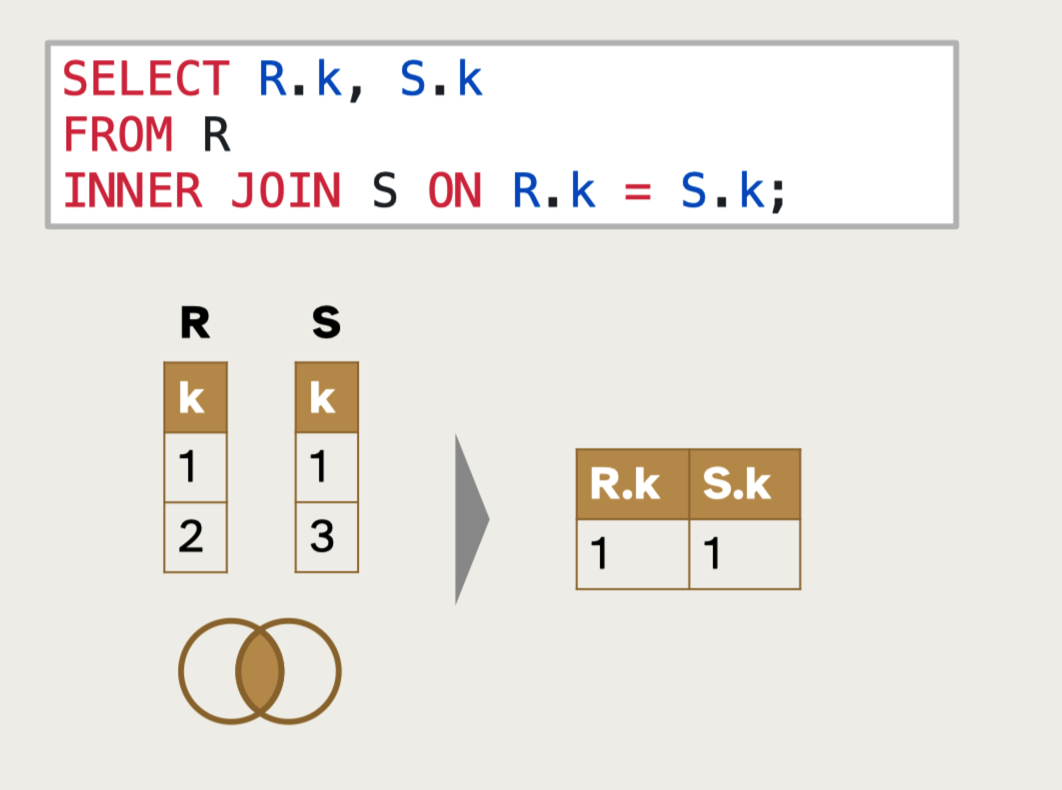 SELECT R.k, S.k
FROM R
INNER JOIN S ON R.k = S.k;
R S
k k
1 1
2 3
R.k S.k
1 1